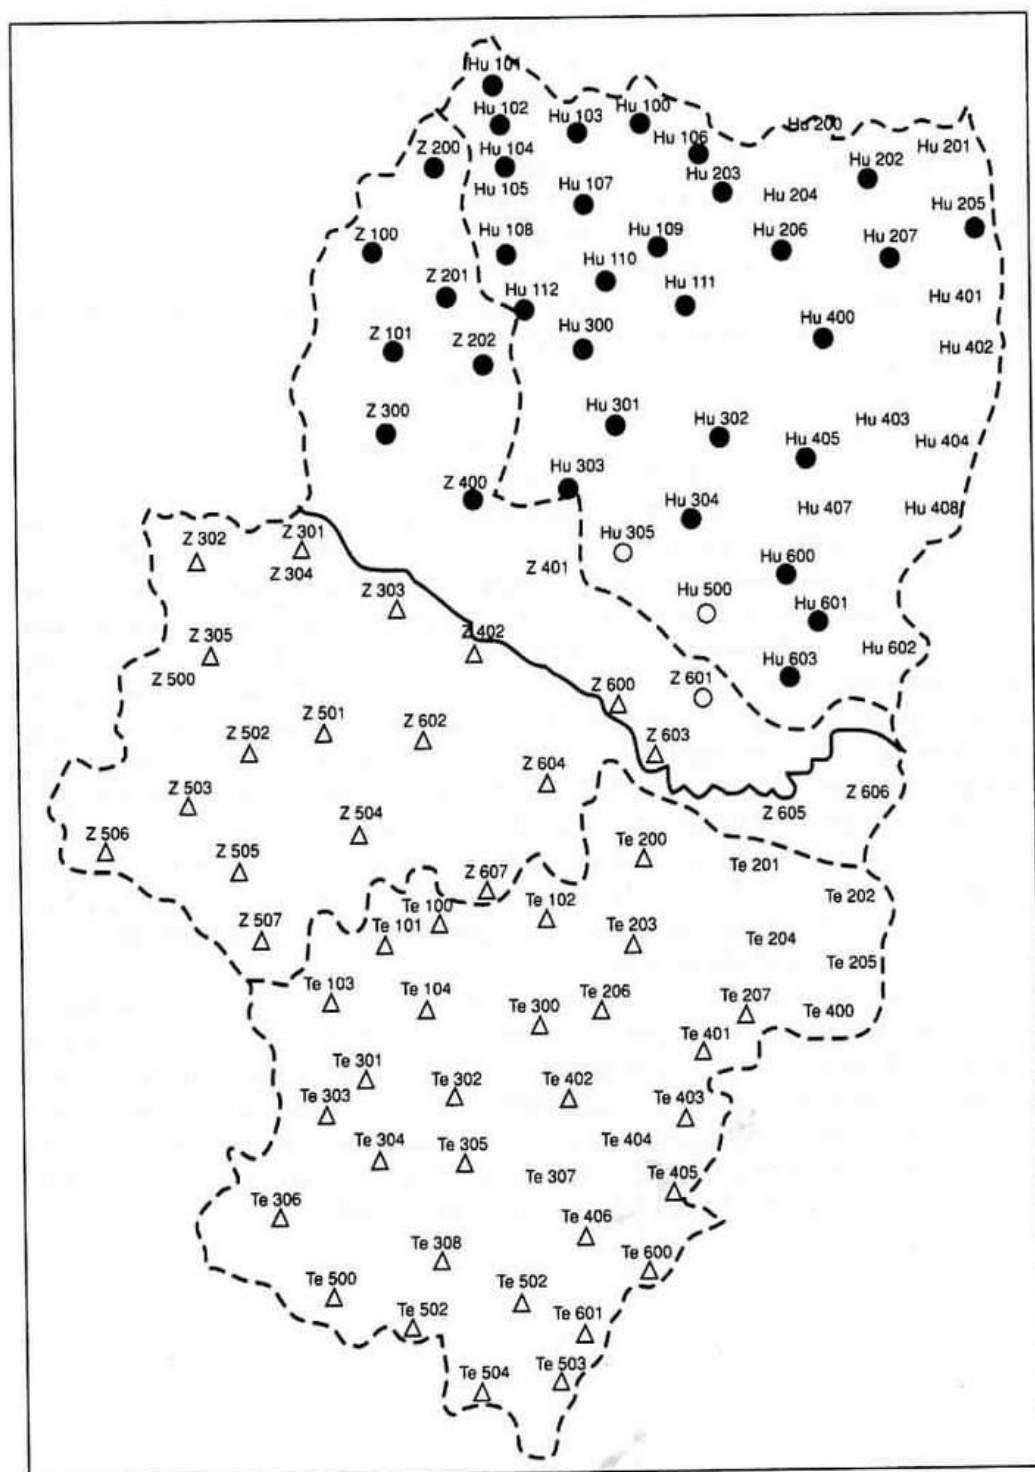 Hu 101
Hu 102
Hu 103
Hu 100
Hu 106
Hu 200
Hu 201
Z 200
Hu 104
Hu 202
Hu 105
Hu 107
Hu 203
Hu 204
Hu 205
Z 100
Hu 108
Hu 109
Hu 206
Hu 207
Z 201
Hu 110
Hu 111
Hu 401
Hu 112
Z 101
Z 202
Hu 300
Hu 400
Hu 402
Z 300
Hu 301
Hu 302
Hu 403
Hu 405
Hu 404
Z 400
Hu 303
Hu 304
Hu 407
Hu 408
Z 302
Z 301
Z 304
Hu 305
Z 401
Hu 600
Z 303
Hu 500
Hu 601
Z 305
Z 402
Hu 602
Z 500
Hu 603
Z 600
Z 601
Z 501
Z 502
Z 602
Z 603
Z 503
Z 604
Z 606
Z 605
Z 506
Z 504
Te 200
Z 505
Te 201
Z 607
Te 202
Z 507
Te 100
Te 101
Te 102
Te 203
Te 204
Te 205
Te 103
Te 104
Te 300
Te 206
Te 207
Te 400
Te 401
Te 301
Te 302
Te 402
Te 303
Te 403
Te 304
Te 305
Te 404
Te 307
Te 405
Te 306
Te 406
Te 308
Te 600
Te 500
Te 502
Te 502
Te 601
Te 504
Te 503